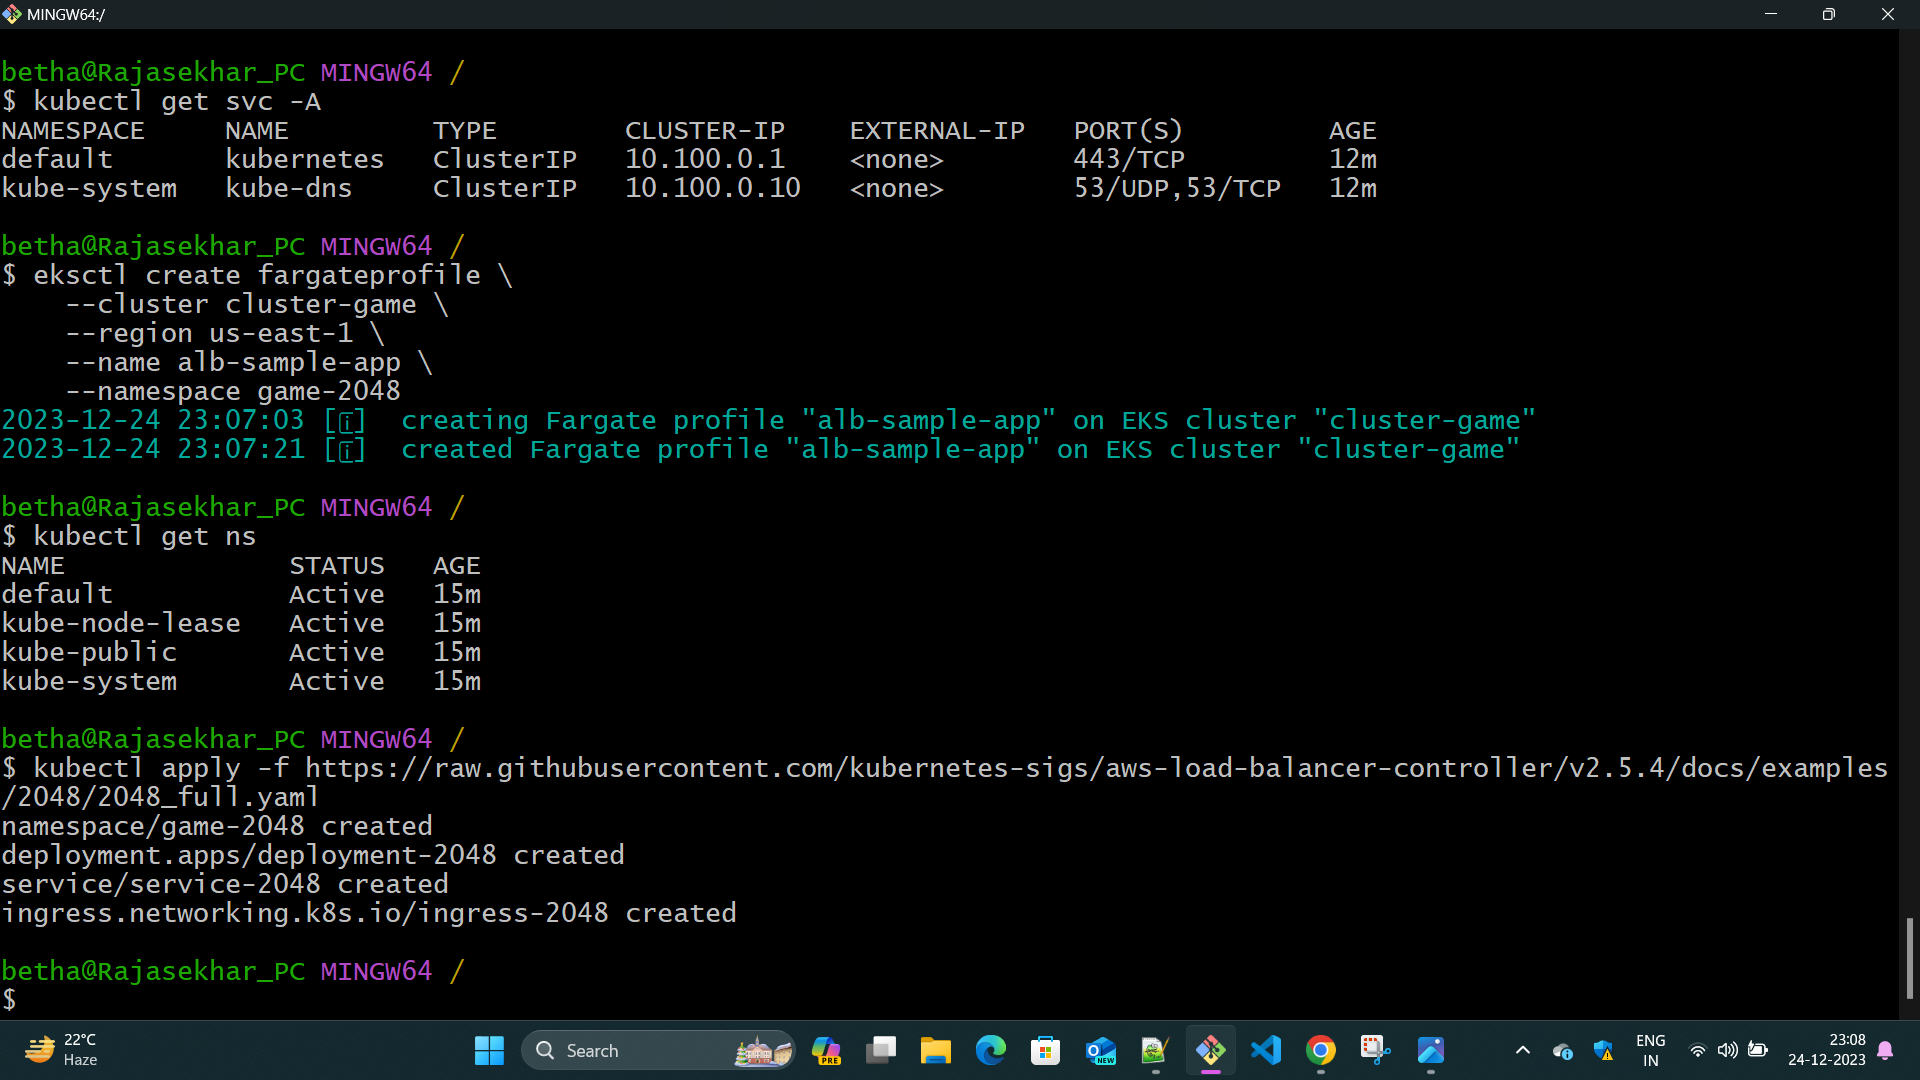 MINGW64:/
betha@Rajasekhar_PC MINGW64 /
$ kubectl get svc -A
NAMESPACE     NAME         TYPE        CLUSTER-IP    EXTERNAL-IP   PORT(S)         AGE
default       kubernetes   ClusterIP   10.100.0.1    <none>        443/TCP         12m
kube-system   kube-dns     ClusterIP   10.100.0.10   <none>        53/UDP,53/TCP   12m
betha@Rajasekhar_PC MINGW64 /
$ eksctl create fargateprofile \
    --cluster cluster-game \
    --region us-east-1 \
    --name alb-sample-app \
    --namespace game-2048
2023-12-24 23:07:03 [i]  creating Fargate profile "alb-sample-app" on EKS cluster "cluster-game"
2023-12-24 23:07:21 [i]  created Fargate profile "alb-sample-app" on EKS cluster "cluster-game"
betha@Rajasekhar_PC MINGW64 /
$ kubectl get ns
NAME              STATUS   AGE
default           Active   15m
kube-node-lease   Active   15m
kube-public       Active   15m
kube-system       Active   15m
betha@Rajasekhar_PC MINGW64 /
$ kubectl apply -f https://raw.githubusercontent.com/kubernetes-sigs/aws-load-balancer-controller/v2.5.4/docs/examples
/2048/2048_full.yaml
namespace/game-2048 created
deployment.apps/deployment-2048 created
service/service-2048 created
ingress.networking.k8s.io/ingress-2048 created
betha@Rajasekhar_PC MINGW64 /
$
22°C
Haze
Search
PRE
NEW
ENG
IN
23:08
24-12-2023